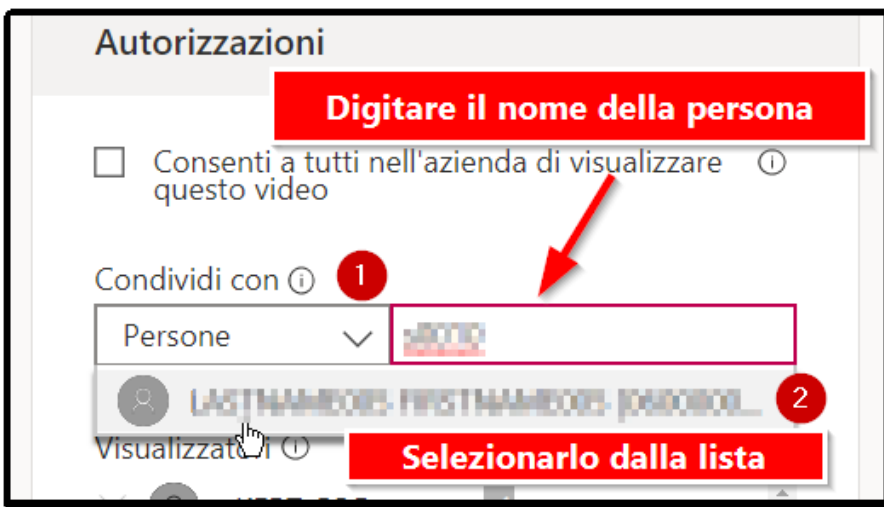 Autorizzazioni
Digitare il nome della persona
Consenti a tutti nell'azienda di visualizzare
questo video
Condividi con 1
Persone
2
Visualizzatori
Selezionarlo dalla lista